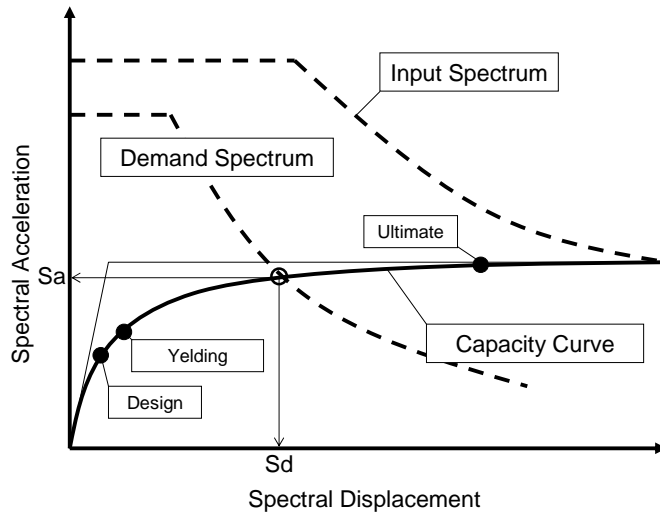 Input Spectrum
Demand Spectrum
Ultimate
Spectral Acceleration
Sa
Capacity Curve
Yelding
Design
Sd
Spectral Displacement